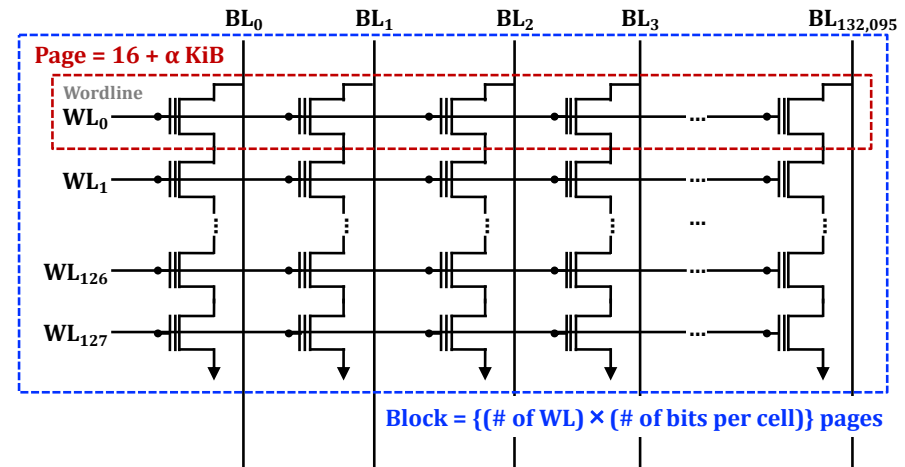 BL₀ BL₁ BL₂ BL₃ BL₁₃₂,₀₉₅
Page = 16 + α KiB
Wordline
WL₀ ...
WL₁ ...
... ... ... ... ... ...
WL₁₂₆ ...
WL₁₂₇ ...
Block = {(# of WL) × (# of bits per cell)} pages